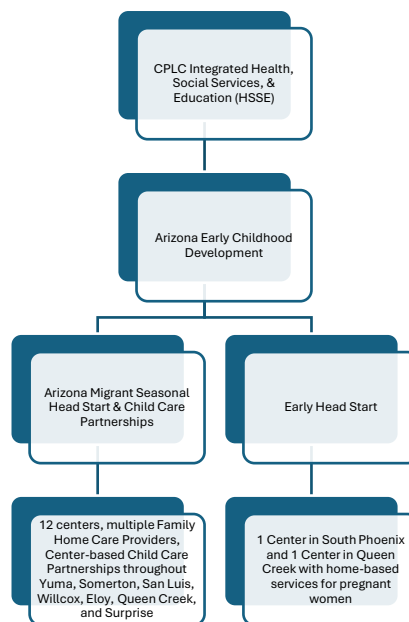 CPLC Integrated Health,
Social Services, &
Education (HSSE)
Arizona Early Childhood
Development
Arizona Migrant Seasonal
Head Start & Child Care
Partnerships
Early Head Start
12 centers, multiple Family
Home Care Providers,
Center-based Child Care
Partnerships throughout
Yuma, Somerton, San Luis,
Willcox, Eloy, Queen Creek,
and Surprise
1 Center in South Phoenix
and 1 Center in Queen
Creek with home-based
services for pregnant
women